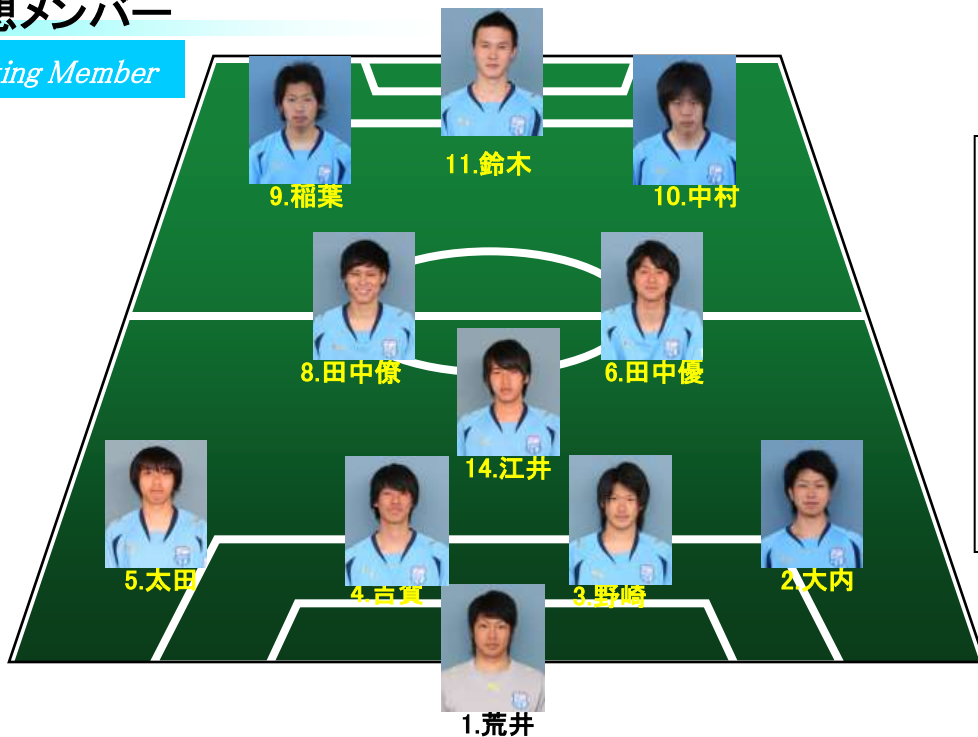 想メンバー
ing Member
11.鈴木
9.稲葉
10.中村
8.田中僚
6.田中優
14.江井
5.太田
2.大内
4.古賀
3.野崎
1.荒井